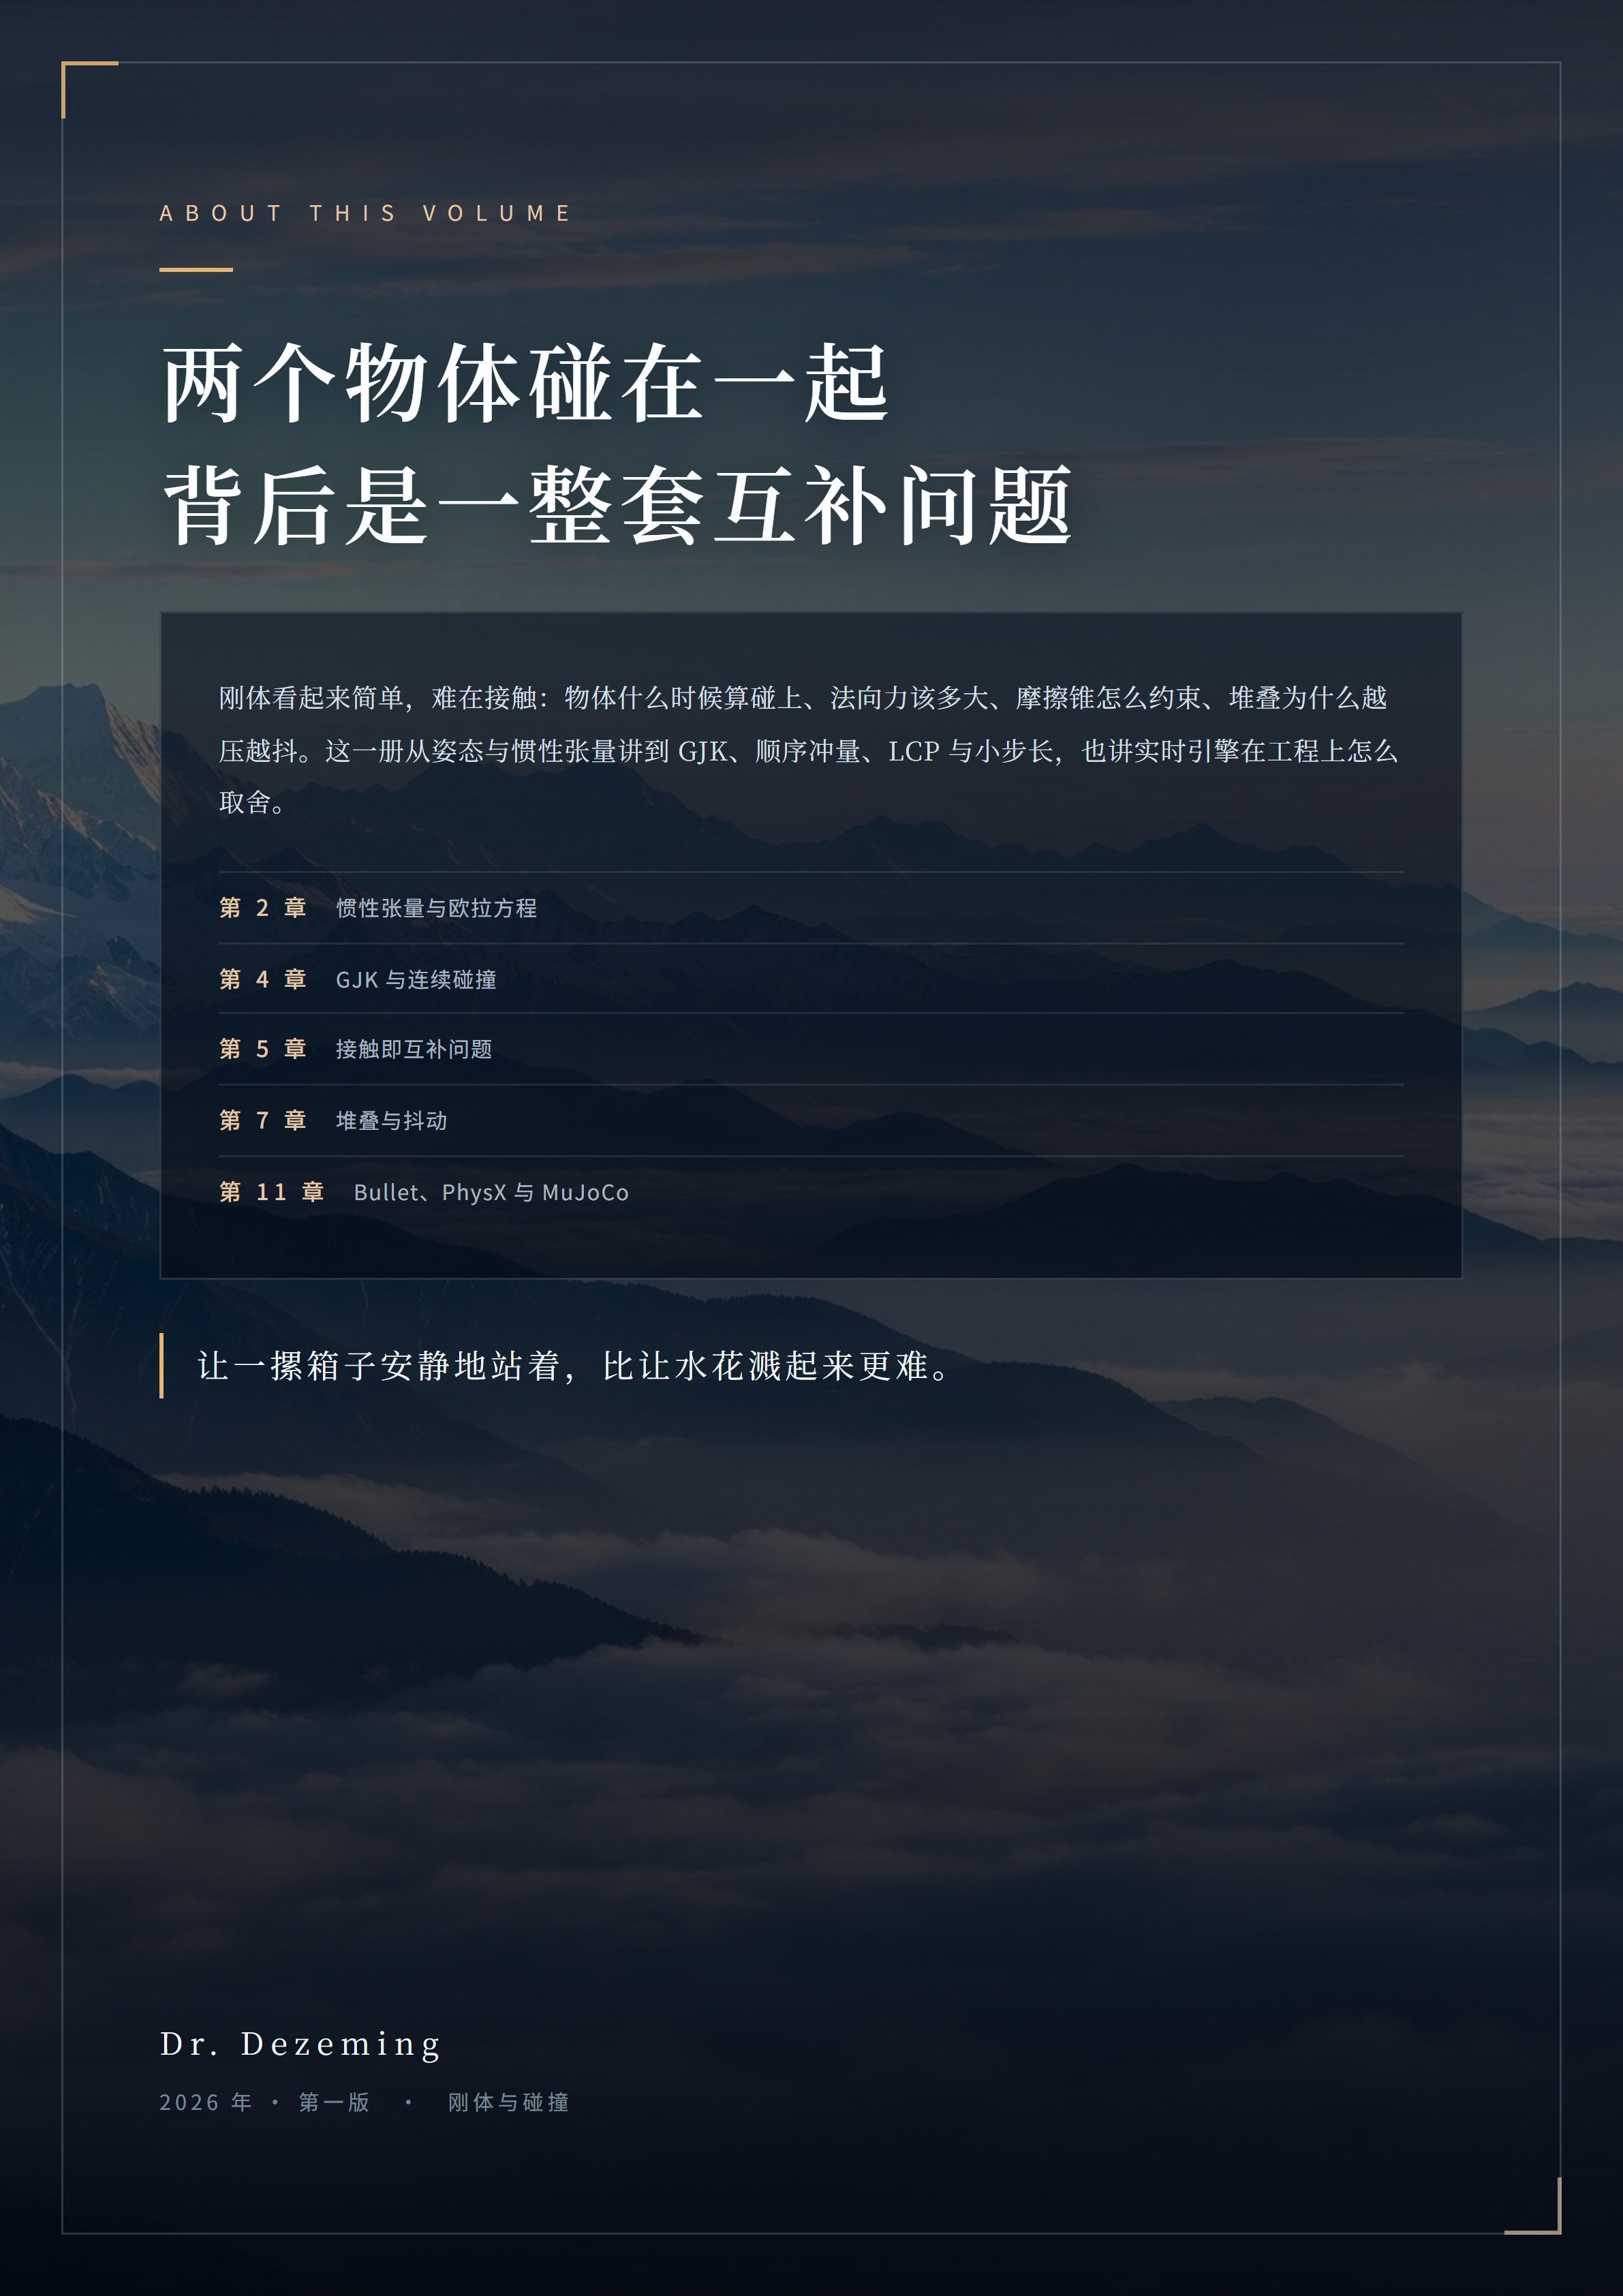 ABOUT THIS VOLUME
两个物体碰在一起
背后是一整套互补问题
刚体看起来简单，难在接触：物体什么时候算碰上、法向力该多大、摩擦锥怎么约束、堆叠为什么越
压越抖。这一册从姿态与惯性张量讲到 GJK、顺序冲量、LCP 与小步长，也讲实时引擎在工程上怎么
取舍。
第 2 章 惯性张量与欧拉方程
第 4 章 GJK 与连续碰撞
第 5 章 接触即互补问题
第 7 章 堆叠与抖动
第 11 章 Bullet、PhysX 与 MuJoCo
让一摞箱子安静地站着，比让水花溅起来更难。
Dr. Dezeming
2026 年 · 第一版 · 刚体与碰撞